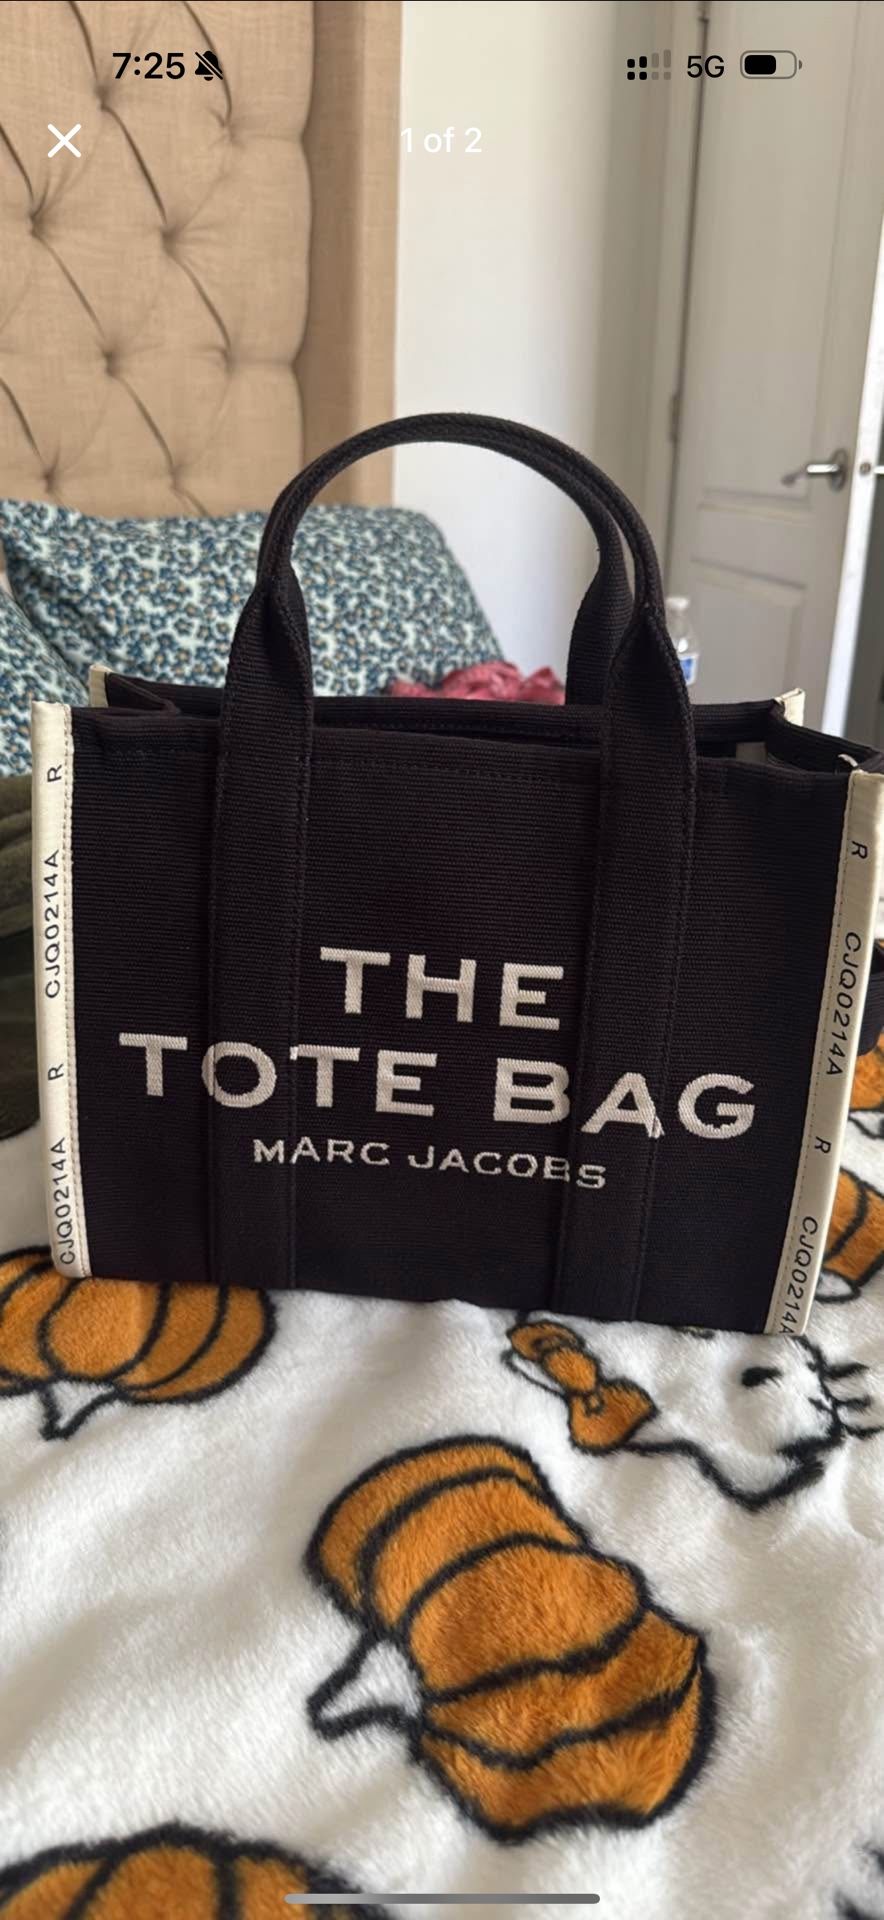 7:25
5G
1 of 2
THE
TOTE BAG
MARC JACOBS
R
CJQ0214A
R
CJQ0214A
R
CJQ0214A
R
CJQ0214A